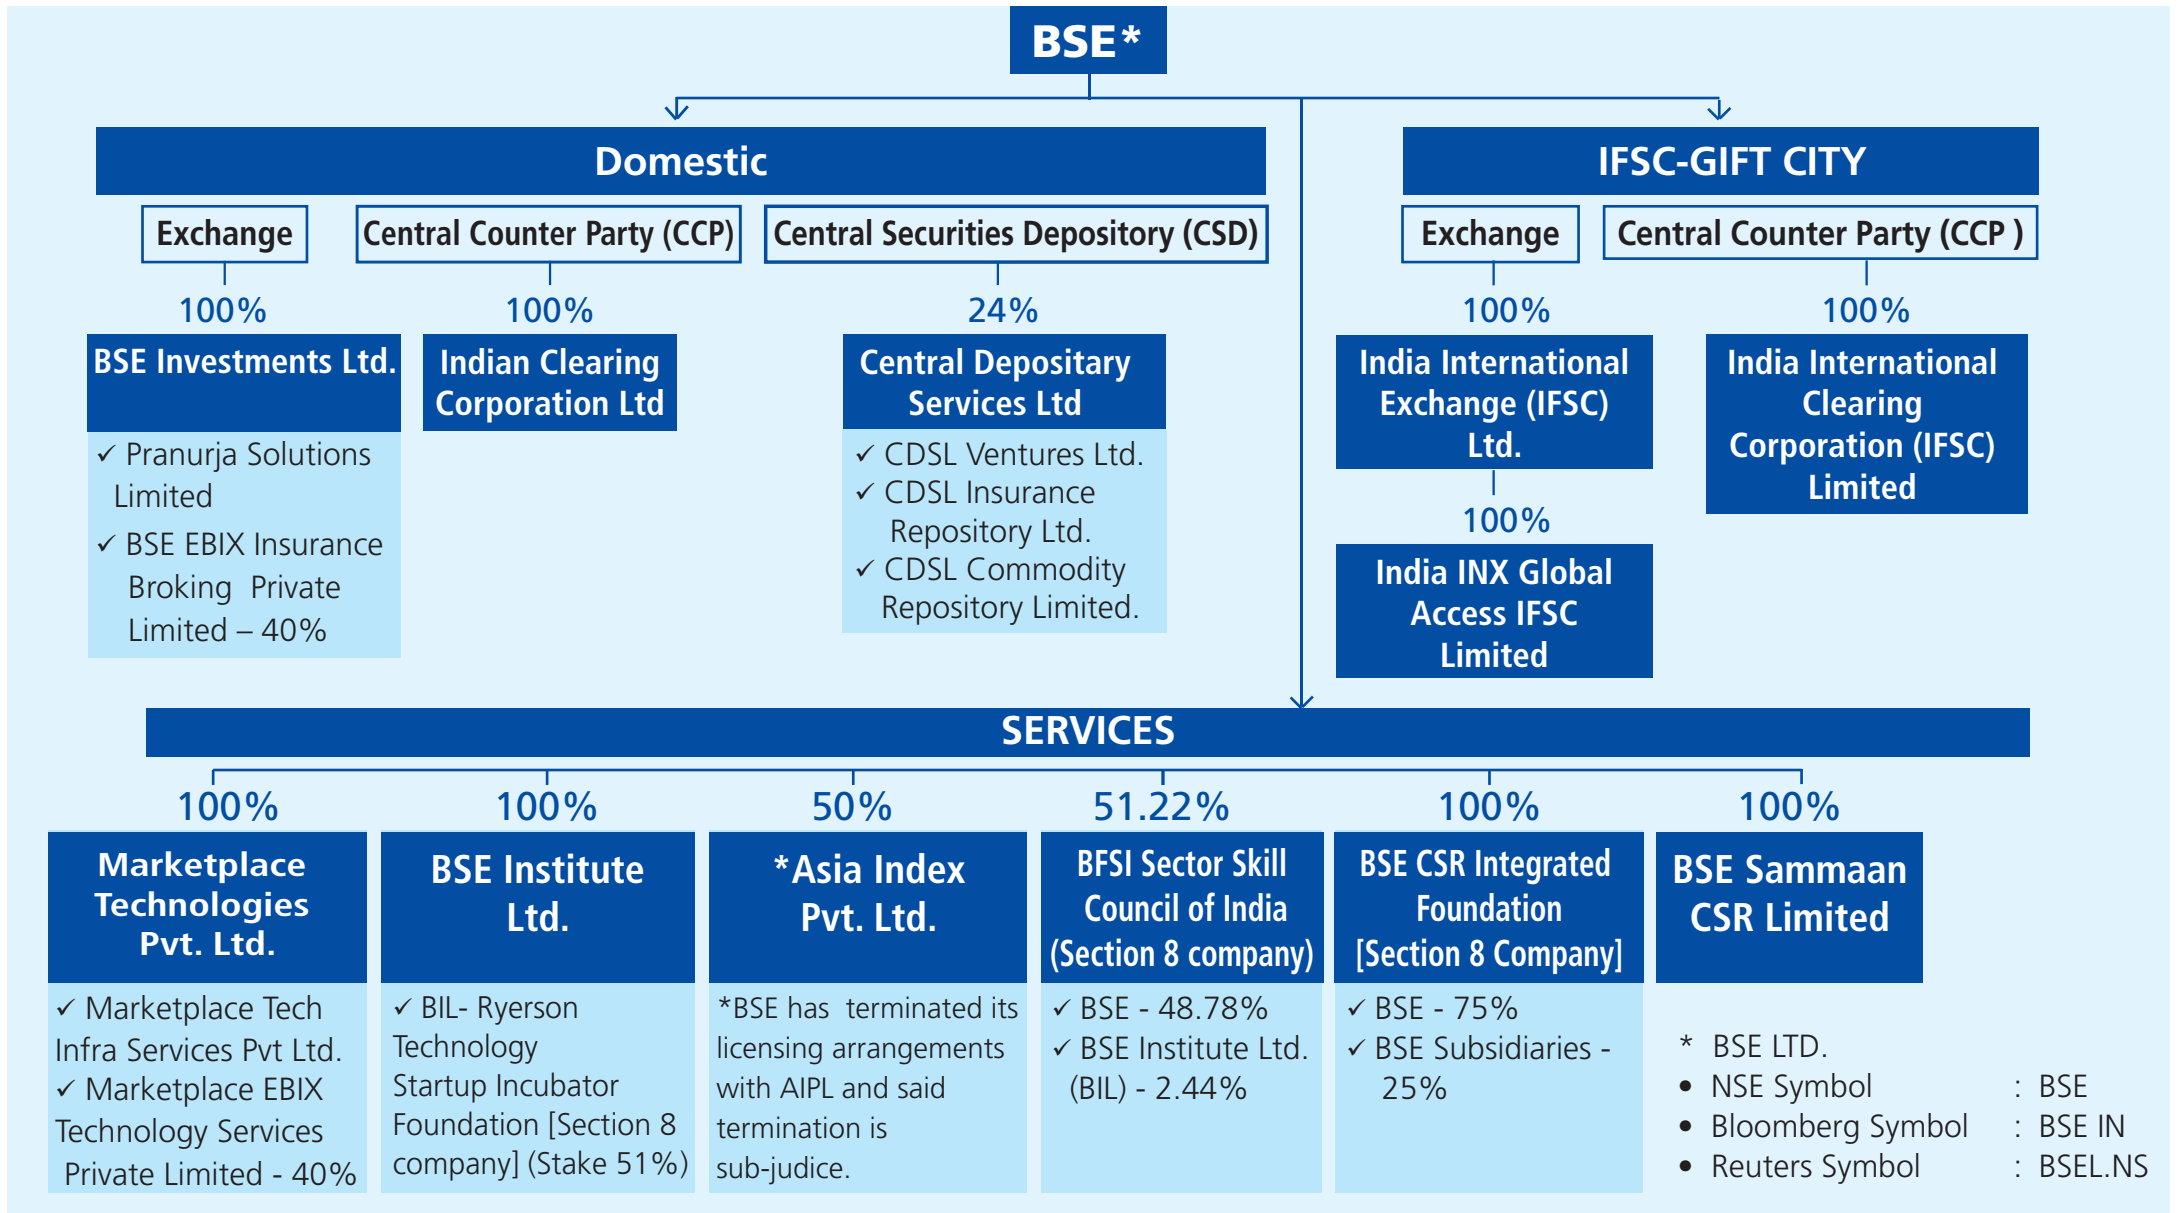 BSE*
Domestic
IFSC-GIFT CITY
Exchange
Central Counter Party (CCP)
Central Securities Depository (CSD)
Exchange
Central Counter Party (CCP )
100%
100%
24%
100%
100%
BSE Investments Ltd.
✓ Pranurja Solutions
Limited
✓ BSE EBIX Insurance
Broking Private
Limited – 40%
Indian Clearing
Corporation Ltd
Central Depositary
Services Ltd
✓ CDSL Ventures Ltd.
✓ CDSL Insurance
Repository Ltd.
✓ CDSL Commodity
Repository Limited.
India International
Exchange (IFSC)
Ltd.
100%
India INX Global
Access IFSC
Limited
India International
Clearing
Corporation (IFSC)
Limited
SERVICES
100%
100%
50%
51.22%
100%
100%
Marketplace
Technologies
Pvt. Ltd.
✓ Marketplace Tech
Infra Services Pvt Ltd.
✓ Marketplace EBIX
Technology Services
Private Limited - 40%
BSE Institute
Ltd.
✓ BIL- Ryerson
Technology
Startup Incubator
Foundation [Section 8
company] (Stake 51%)
*Asia Index
Pvt. Ltd.
*BSE has terminated its
licensing arrangements
with AIPL and said
termination is
sub-judice.
BFSI Sector Skill
Council of India
(Section 8 company)
✓ BSE - 48.78%
✓ BSE Institute Ltd.
(BIL) - 2.44%
BSE CSR Integrated
Foundation
[Section 8 Company]
✓ BSE - 75%
✓ BSE Subsidiaries -
25%
BSE Sammaan
CSR Limited
* BSE LTD.
• NSE Symbol : BSE
• Bloomberg Symbol : BSE IN
• Reuters Symbol : BSEL.NS